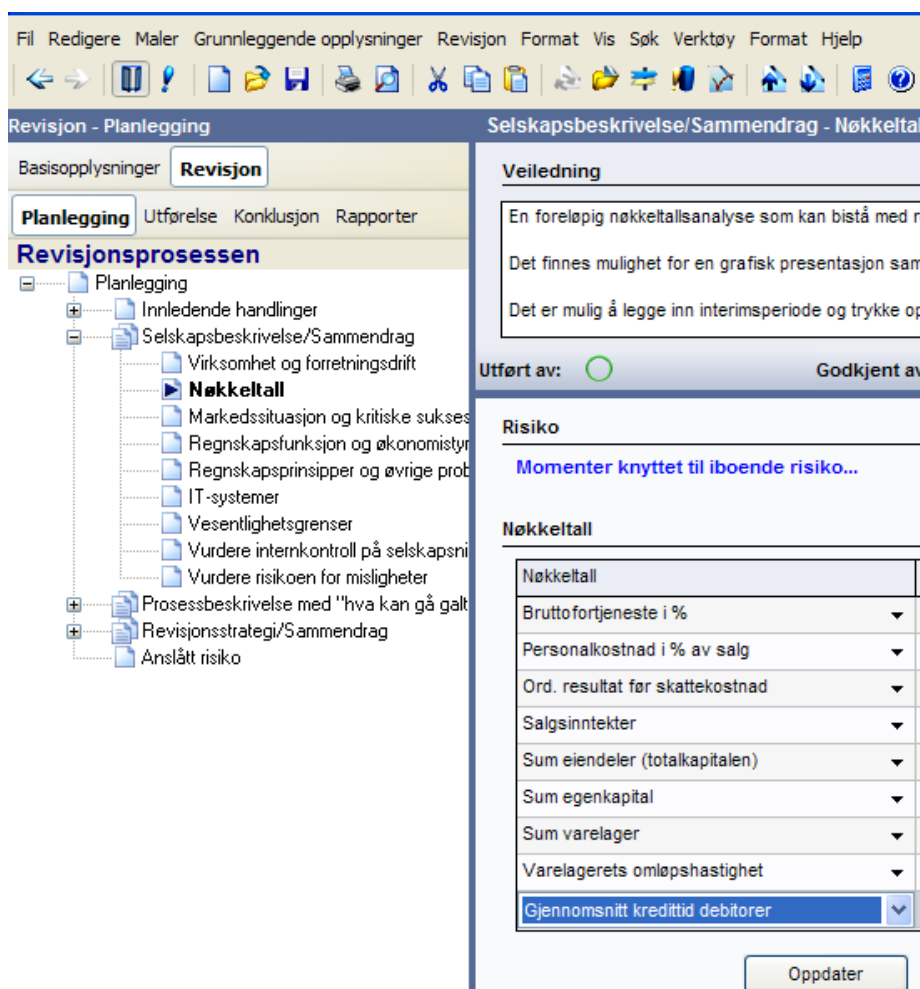 Fil Redigere Maler Grunnleggende opplysninger Revisjon Format Vis Søk Verktøy Format Hjelp
Revisjon - Planlegging
Basisopplysninger Revisjon
Planlegging Utførelse Konklusjon Rapporter
Revisjonsprosessen
Planlegging
Innledende handlinger
Selskapsbeskrivelse/Sammendrag
Virksomhet og forretningsdrift
Nøkkeltall
Markedssituasjon og kritiske sukses
Regnskapsfunksjon og økonomistyr
Regnskapsprinsipper og øvrige prob
IT-systemer
Vesentlighetsgrenser
Vurdere internkontroll på selskapsni
Vurdere risikoen for misligheter
Prosessbeskrivelse med "hva kan gå galt
Revisjonsstrategi/Sammendrag
Anslått risiko
Selskapsbeskrivelse/Sammendrag - Nøkkeltal
Veiledning
En foreløpig nøkkeltallsanalyse som kan bistå med
Det finnes mulighet for en grafisk presentasjon sam
Det er mulig å legge inn interimsperiode og trykke op
Utført av: Godkjent av
Risiko
Momenter knyttet til iboende risiko...
Nøkkeltall
Nøkkeltall
Bruttofortjeneste i %
Personalkostnad i % av salg
Ord. resultat før skattekostnad
Salgsinntekter
Sum eiendeler (totalkapitalen)
Sum egenkapital
Sum varelager
Varelagerets omløpshastighet
Gjennomsnitt kredittid debitorer
Oppdater